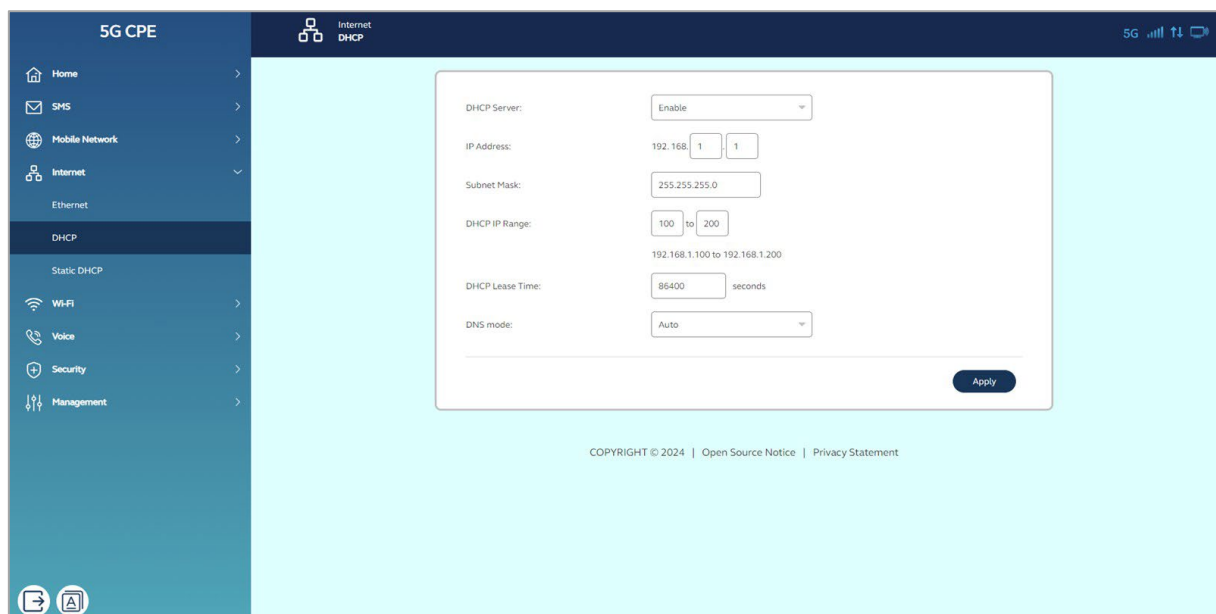 5G CPE
Internet
DHCP
5G
Home
SMS
Mobile Network
Internet
Ethernet
DHCP
Static DHCP
Wi-Fi
Voice
Security
Management
A
DHCP Server: Enable
IP Address: 192. 168. 1 . 1
Subnet Mask: 255.255.255.0
DHCP IP Range: 100 to 200
192.168.1.100 to 192.168.1.200
DHCP Lease Time: 86400 seconds
DNS mode: Auto
Apply
COPYRIGHT © 2024 | Open Source Notice | Privacy Statement